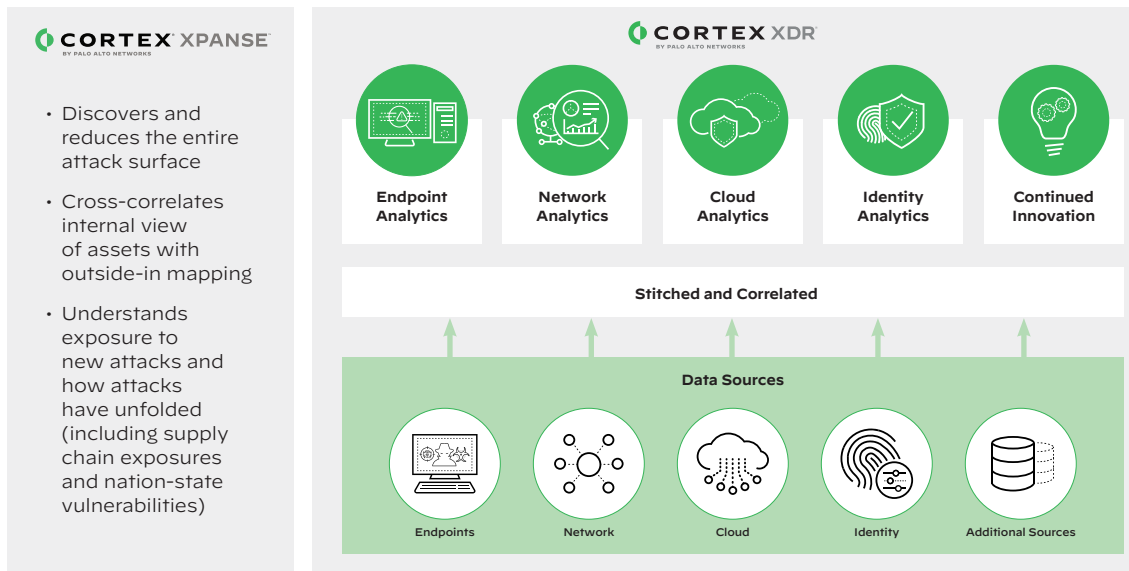 CORTEX XPANSE
BY PALO ALTO NETWORKS
• Discovers and
reduces the entire
attack surface
• Cross-correlates
internal view
of assets with
outside-in mapping
• Understands
exposure to
new attacks and
how attacks
have unfolded
(including supply
chain exposures
and nation-state
vulnerabilities)
CORTEX XDR
BY PALO ALTO NETWORKS
Endpoint
Analytics
Network
Analytics
Cloud
Analytics
Identity
Analytics
Continued
Innovation
Stitched and Correlated
Data Sources
Endpoints
Network
Cloud
Identity
Additional Sources